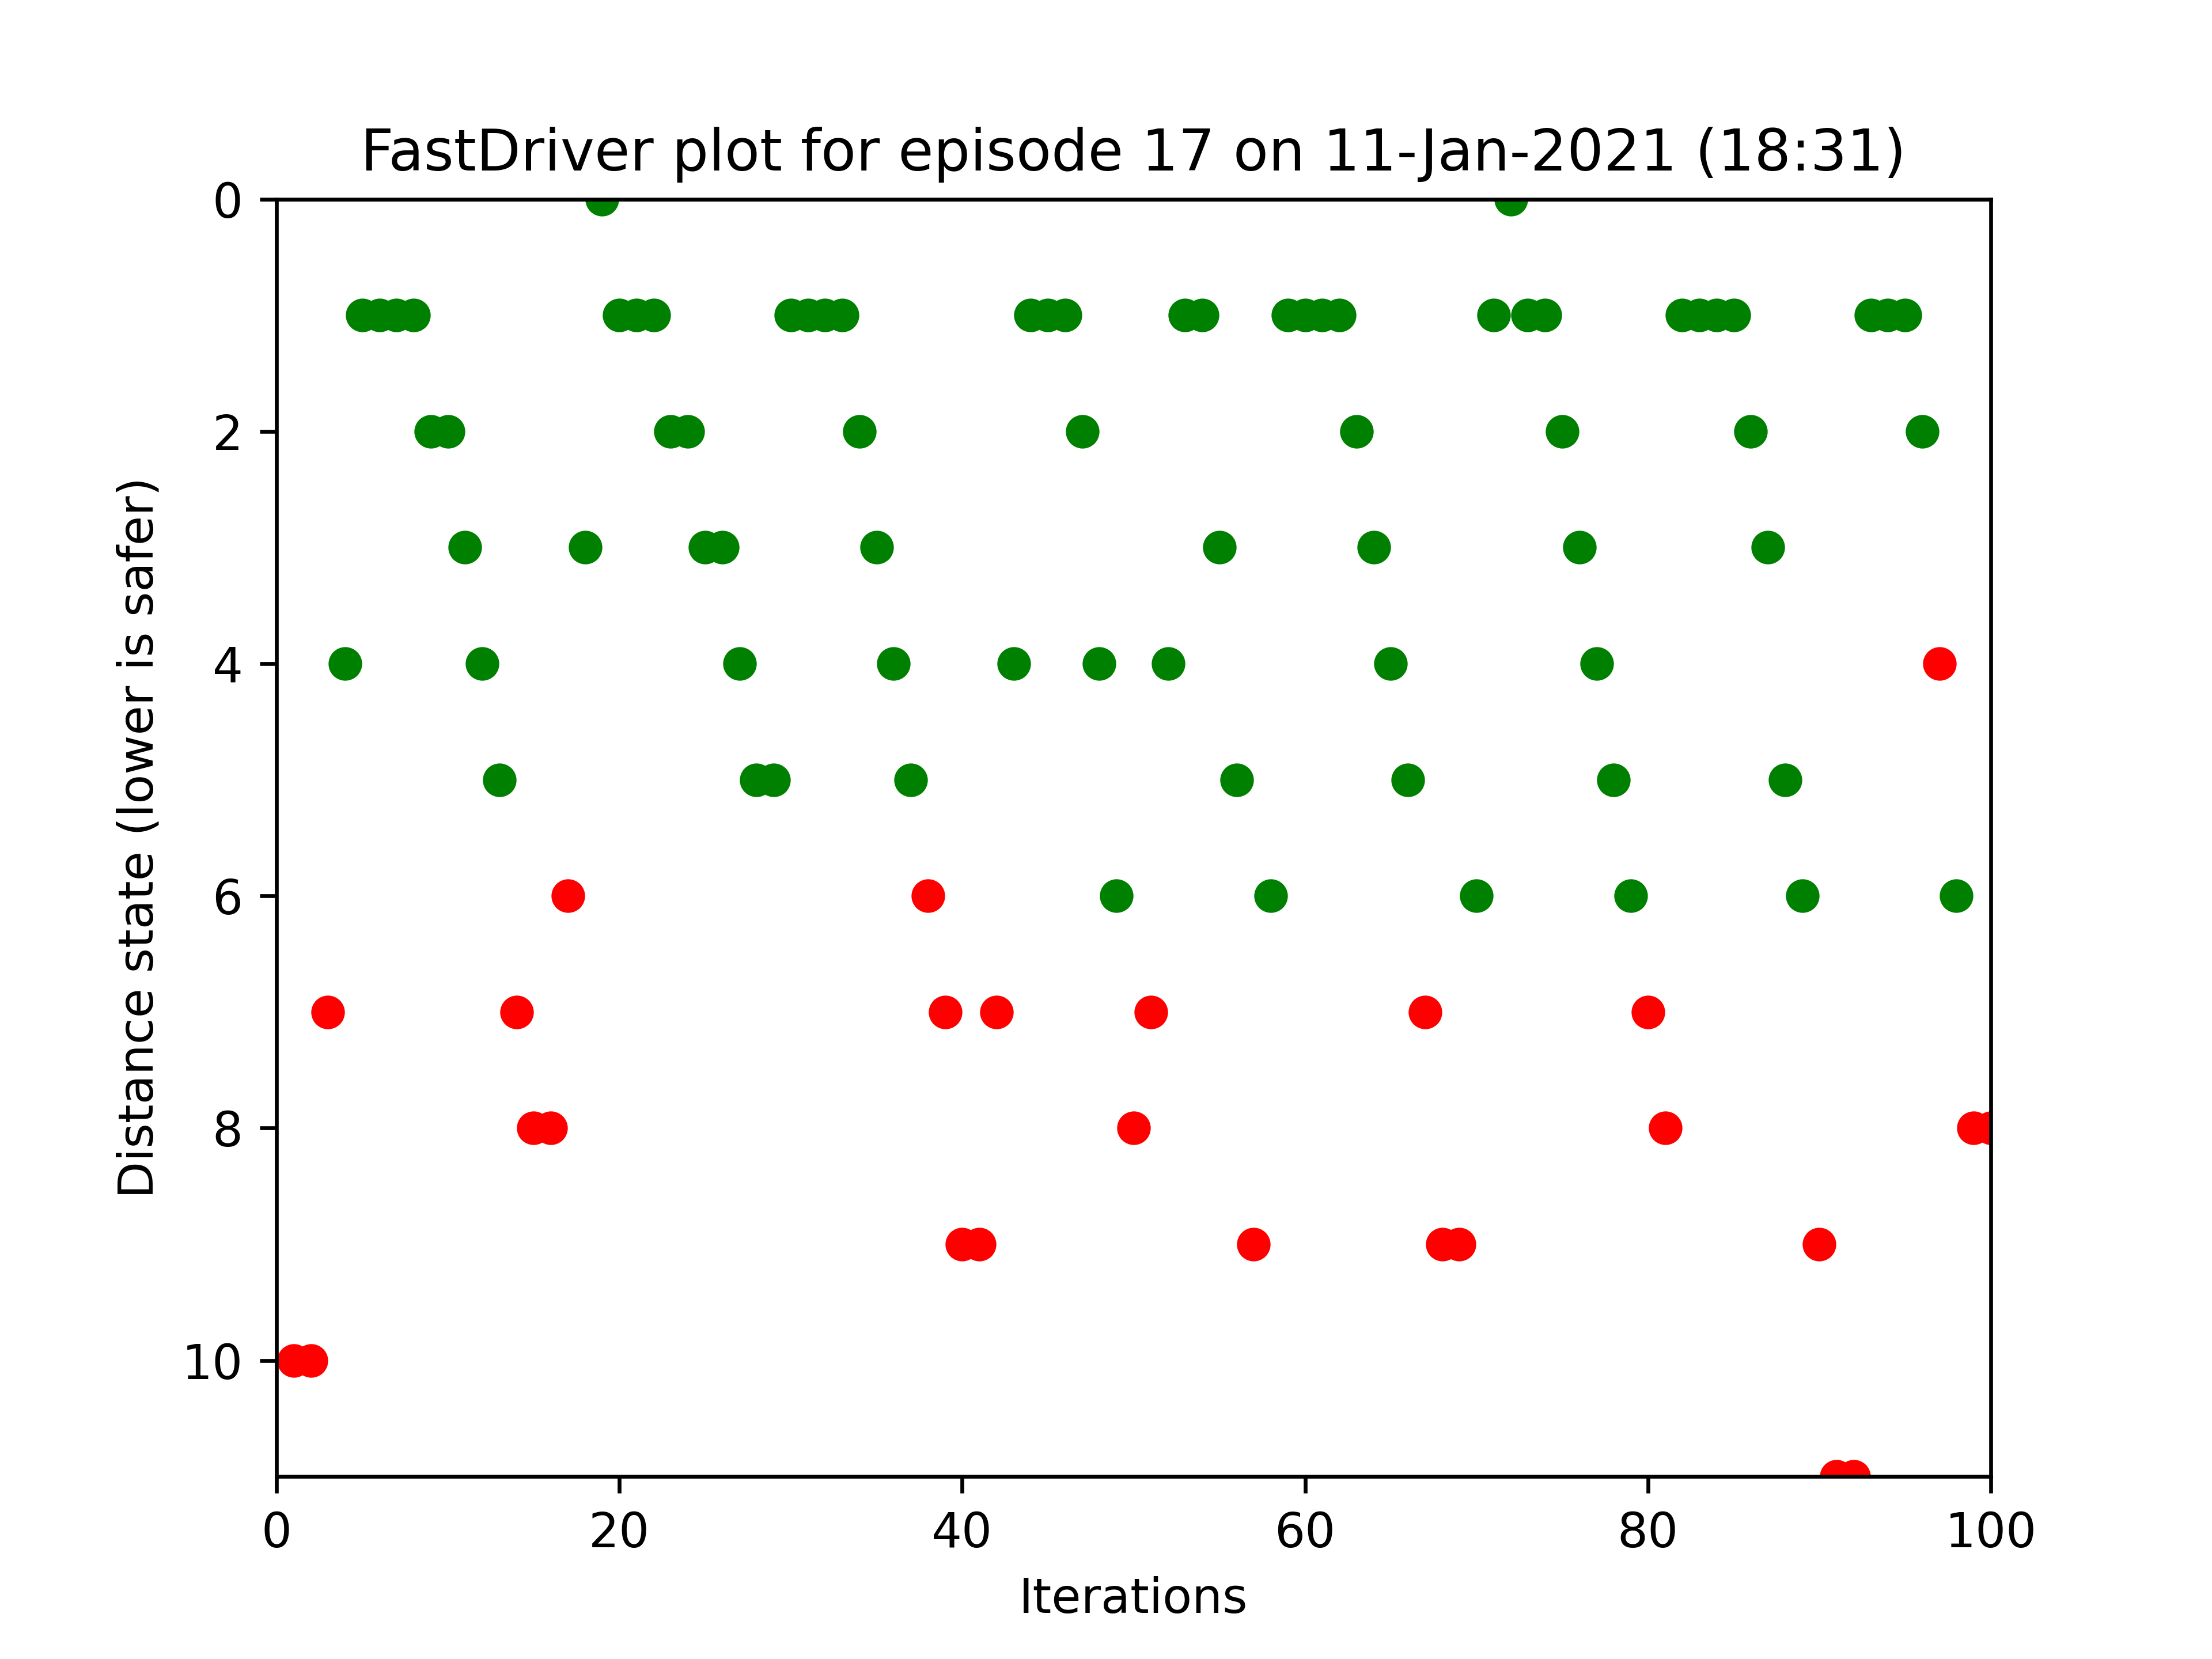 FastDriver plot for episode 17 on 11-Jan-2021 (18:31)
0
2
4
6
8
10
Distance state (lower is safer)
0 20 40 60 80 100
Iterations